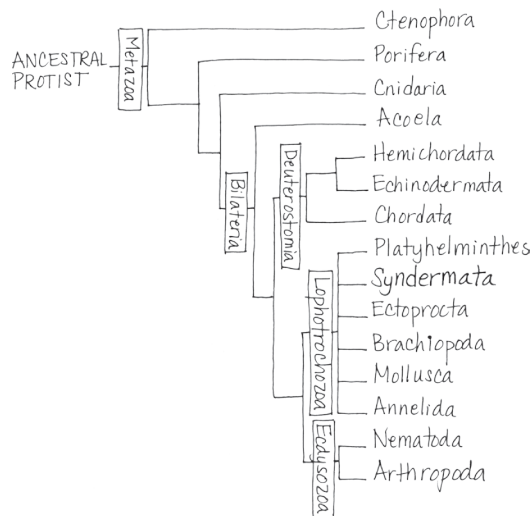 Ctenophora
Metazoa
ANCESTRAL
PROTIST
Porifera
Cnidaria
Acoela
Bilateria
Deuterostomia
Hemichordata
Echinodermata
Chordata
Lophotrochozoa
Platyhelminthes
Syndermata
Ectoprocta
Brachiopoda
Mollusca
Annelida
Ecdysozoa
Nematoda
Arthropoda